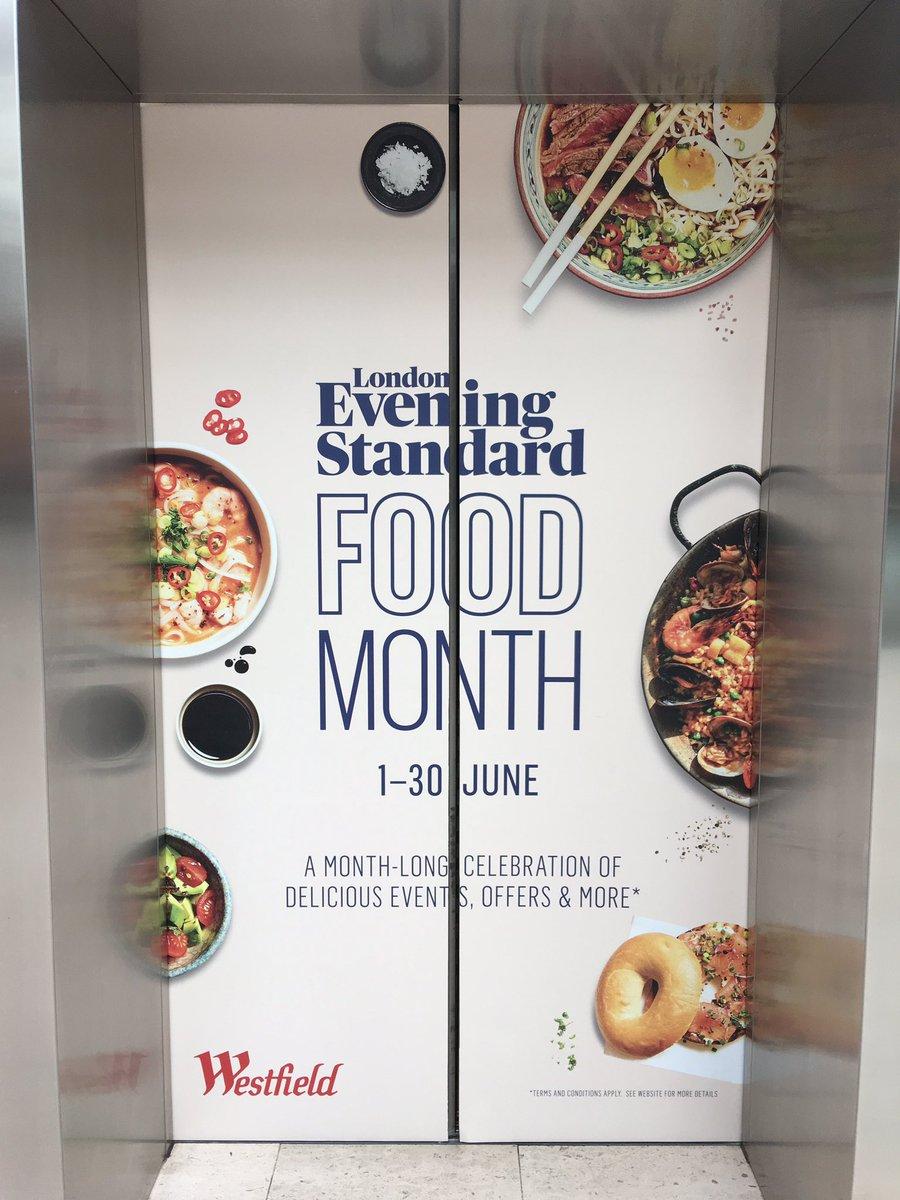 London
Evening
Standard
FOOD
MONTH
1–30 JUNE
A MONTH-LONG CELEBRATION OF
DELICIOUS EVENTS, OFFERS & MORE*
Westfield
*TERMS AND CONDITIONS APPLY. SEE WEBSITE FOR MORE DETAILS